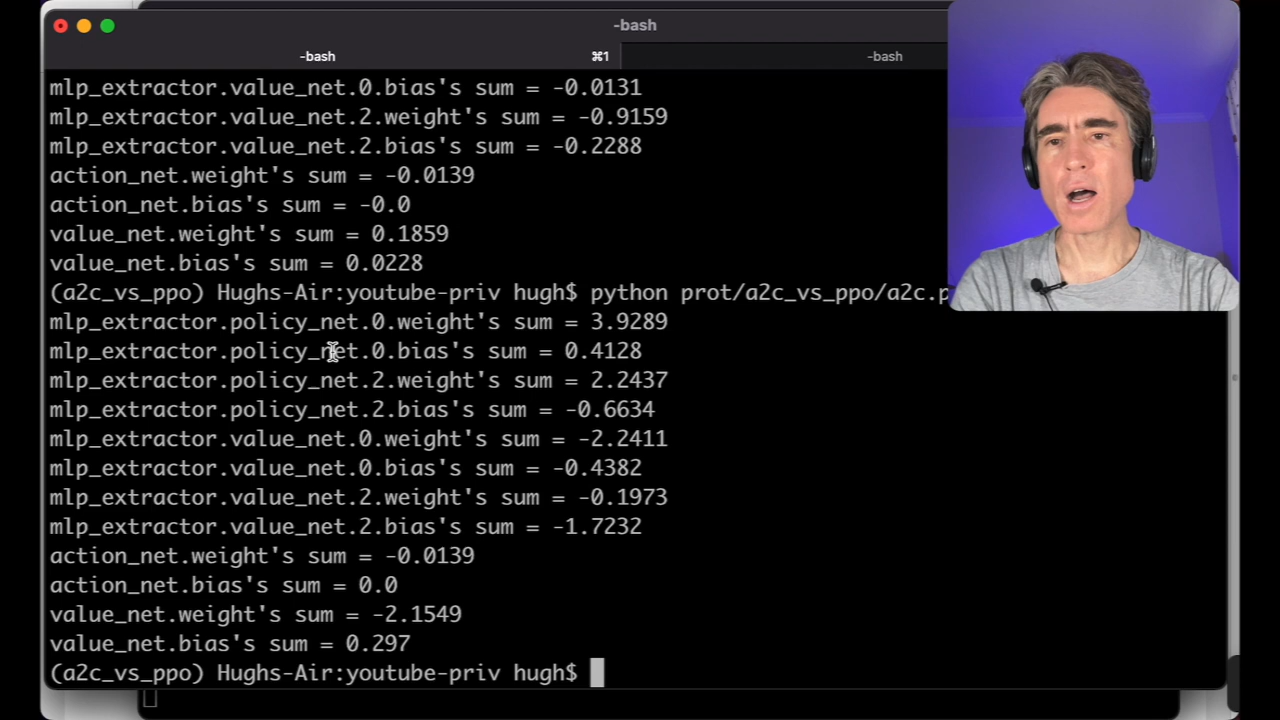 -bash
-bash ⌘1 -bash
mlp_extractor.value_net.0.bias's sum = -0.0131
mlp_extractor.value_net.2.weight's sum = -0.9159
mlp_extractor.value_net.2.bias's sum = -0.2288
action_net.weight's sum = -0.0139
action_net.bias's sum = -0.0
value_net.weight's sum = 0.1859
value_net.bias's sum = 0.0228
(a2c_vs_ppo) Hughs-Air:youtube-priv hugh$ python prot/a2c_vs_ppo/a2c.p
mlp_extractor.policy_net.0.weight's sum = 3.9289
mlp_extractor.policy_net.0.bias's sum = 0.4128
mlp_extractor.policy_net.2.weight's sum = 2.2437
mlp_extractor.policy_net.2.bias's sum = -0.6634
mlp_extractor.value_net.0.weight's sum = -2.2411
mlp_extractor.value_net.0.bias's sum = -0.4382
mlp_extractor.value_net.2.weight's sum = -0.1973
mlp_extractor.value_net.2.bias's sum = -1.7232
action_net.weight's sum = -0.0139
action_net.bias's sum = 0.0
value_net.weight's sum = -2.1549
value_net.bias's sum = 0.297
(a2c_vs_ppo) Hughs-Air:youtube-priv hugh$